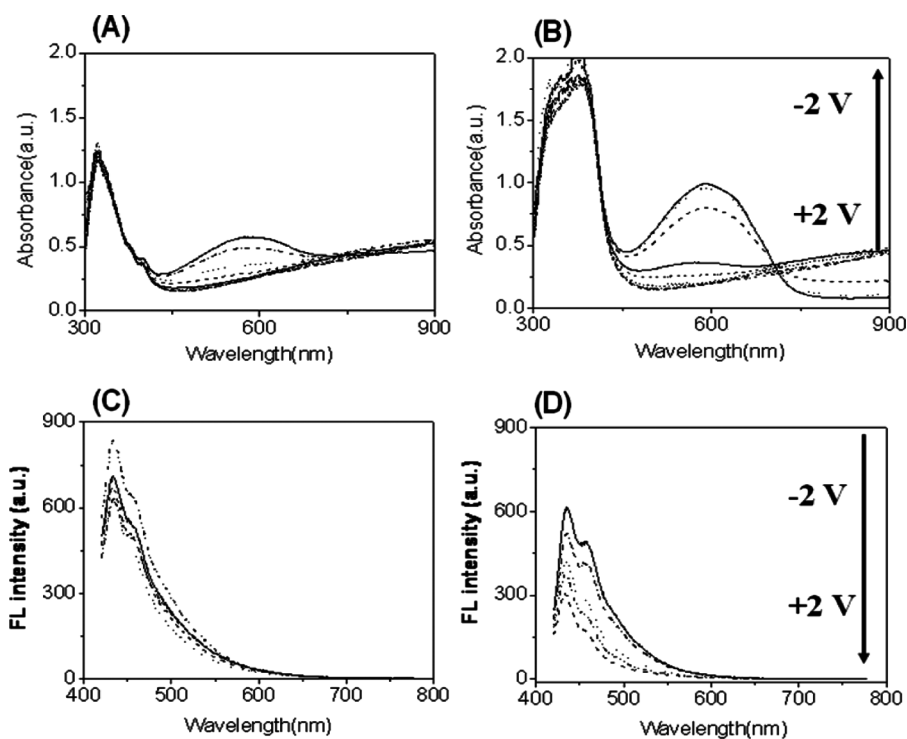 (A)
2.0
1.5
1.0
0.5
0.0
Absorbance(a.u.)
300
600
900
Wavelength(nm)
(B)
2.0
1.5
1.0
0.5
0.0
Absorbance(a.u.)
-2 V
+2 V
300
600
900
Wavelength(nm)
(C)
900
600
300
0
FL intensity (a.u.)
400
500
600
700
800
Wavelength(nm)
(D)
900
600
300
0
FL intensity (a.u.)
-2 V
+2 V
400
500
600
700
800
Wavelength(nm)